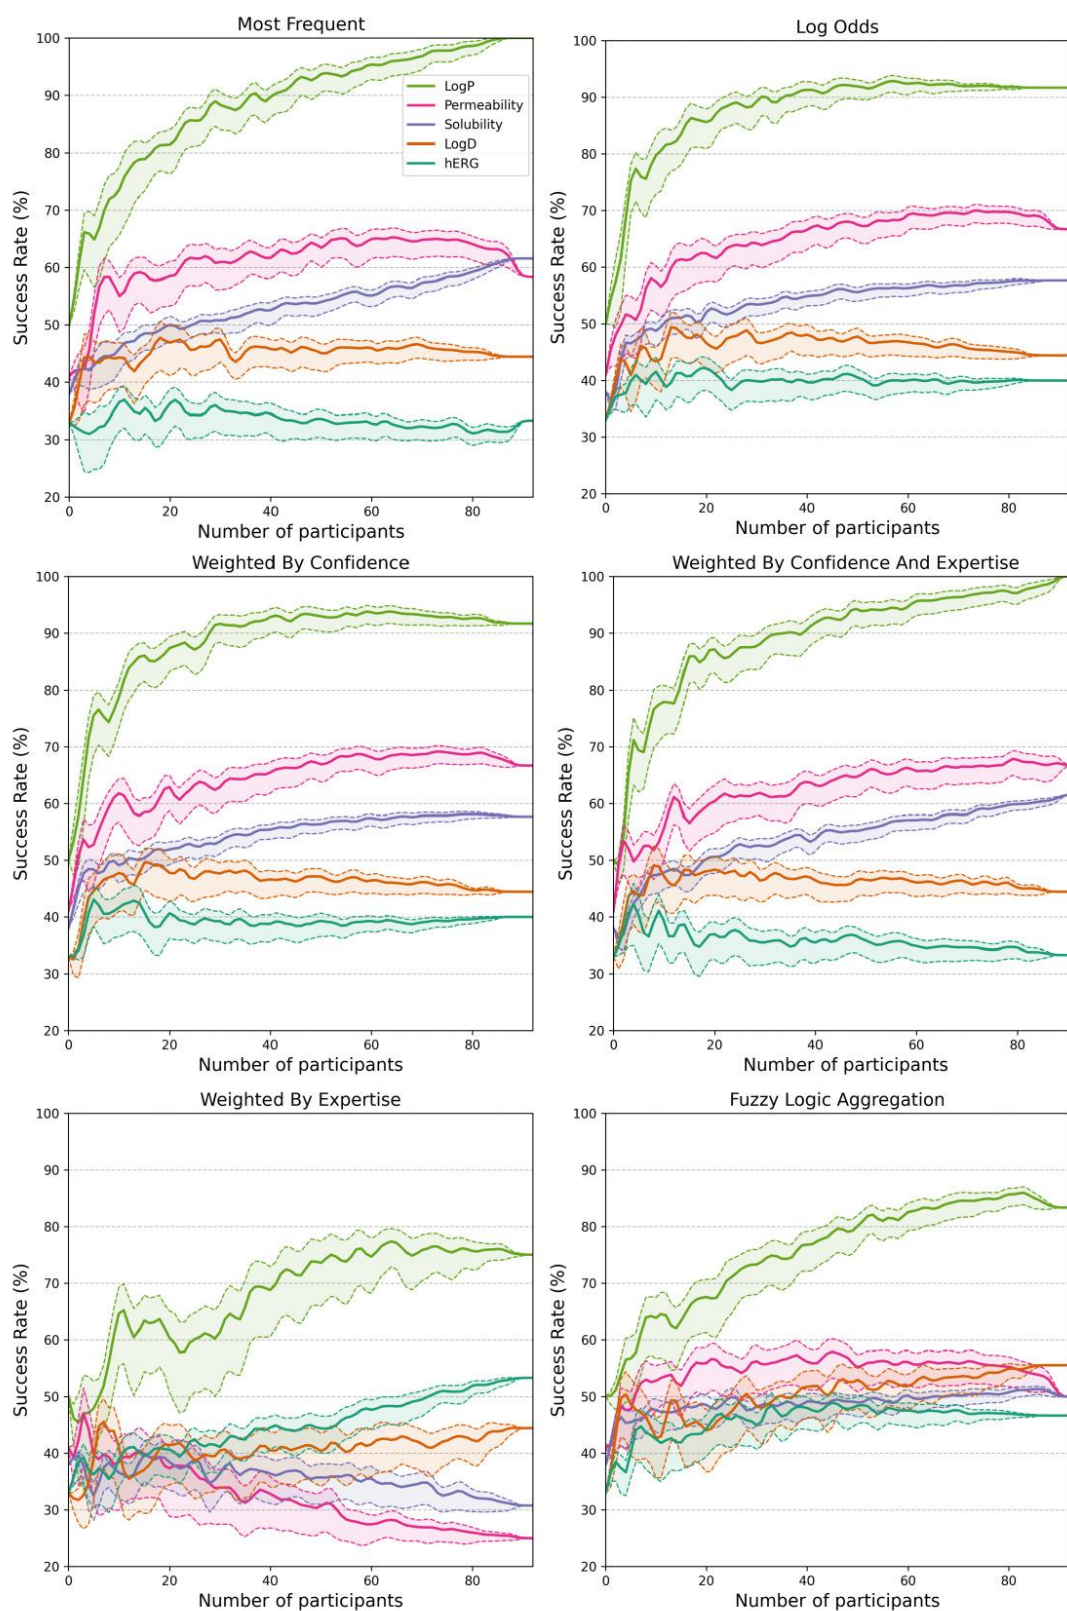 Most Frequent
100
90
80
70
60
50
40
30
20
Success Rate (%)
LogP
Permeability
Solubility
LogD
hERG
0 20 40 60 80
Number of participants
Log Odds
100
90
80
70
60
50
40
30
20
Success Rate (%)
0 20 40 60 80
Number of participants
Weighted By Confidence
100
90
80
70
60
50
40
30
20
Success Rate (%)
0 20 40 60 80
Number of participants
Weighted By Confidence And Expertise
100
90
80
70
60
50
40
30
20
Success Rate (%)
0 20 40 60 80
Number of participants
Weighted By Expertise
100
90
80
70
60
50
40
30
20
Success Rate (%)
0 20 40 60 80
Number of participants
Fuzzy Logic Aggregation
100
90
80
70
60
50
40
30
20
Success Rate (%)
0 20 40 60 80
Number of participants